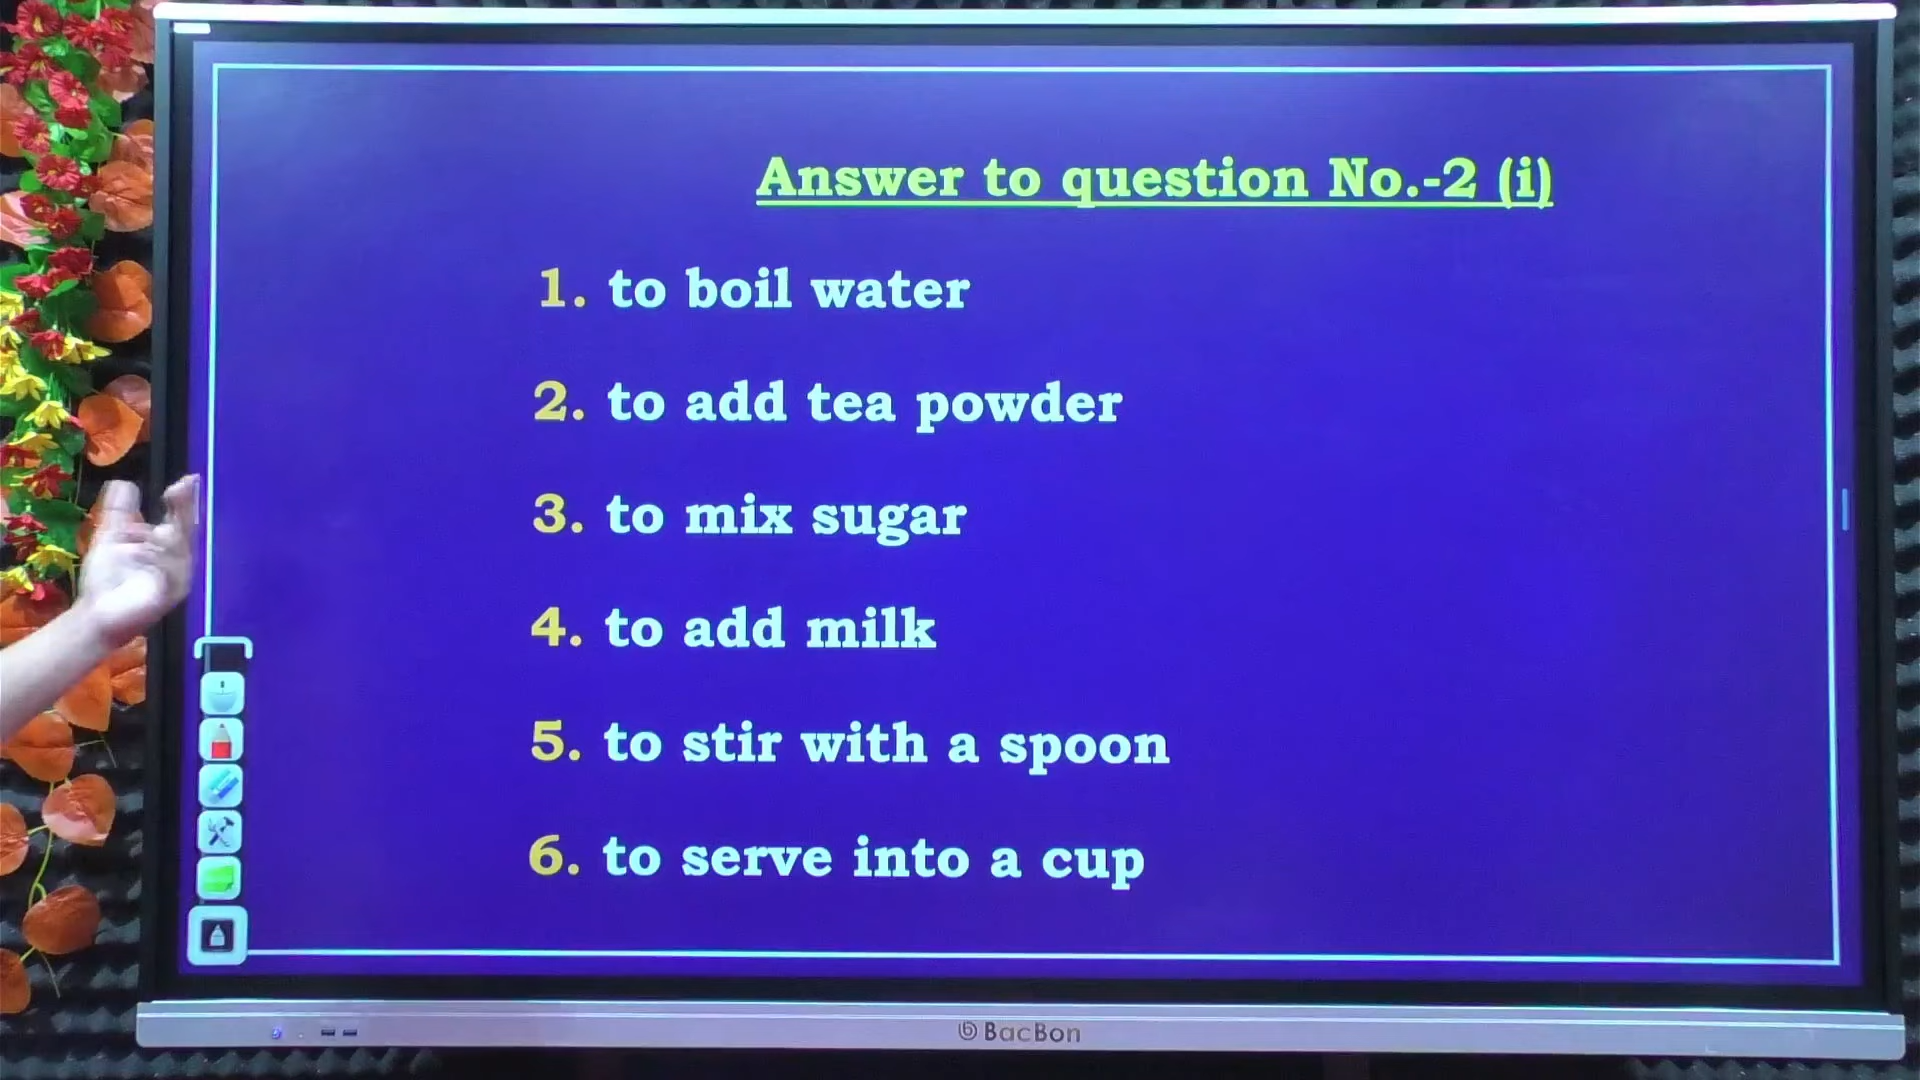 Answer to question No.-2 (i)
1. to boil water
2. to add tea powder
3. to mix sugar
4. to add milk
5. to stir with a spoon
6. to serve into a cup
BacBon